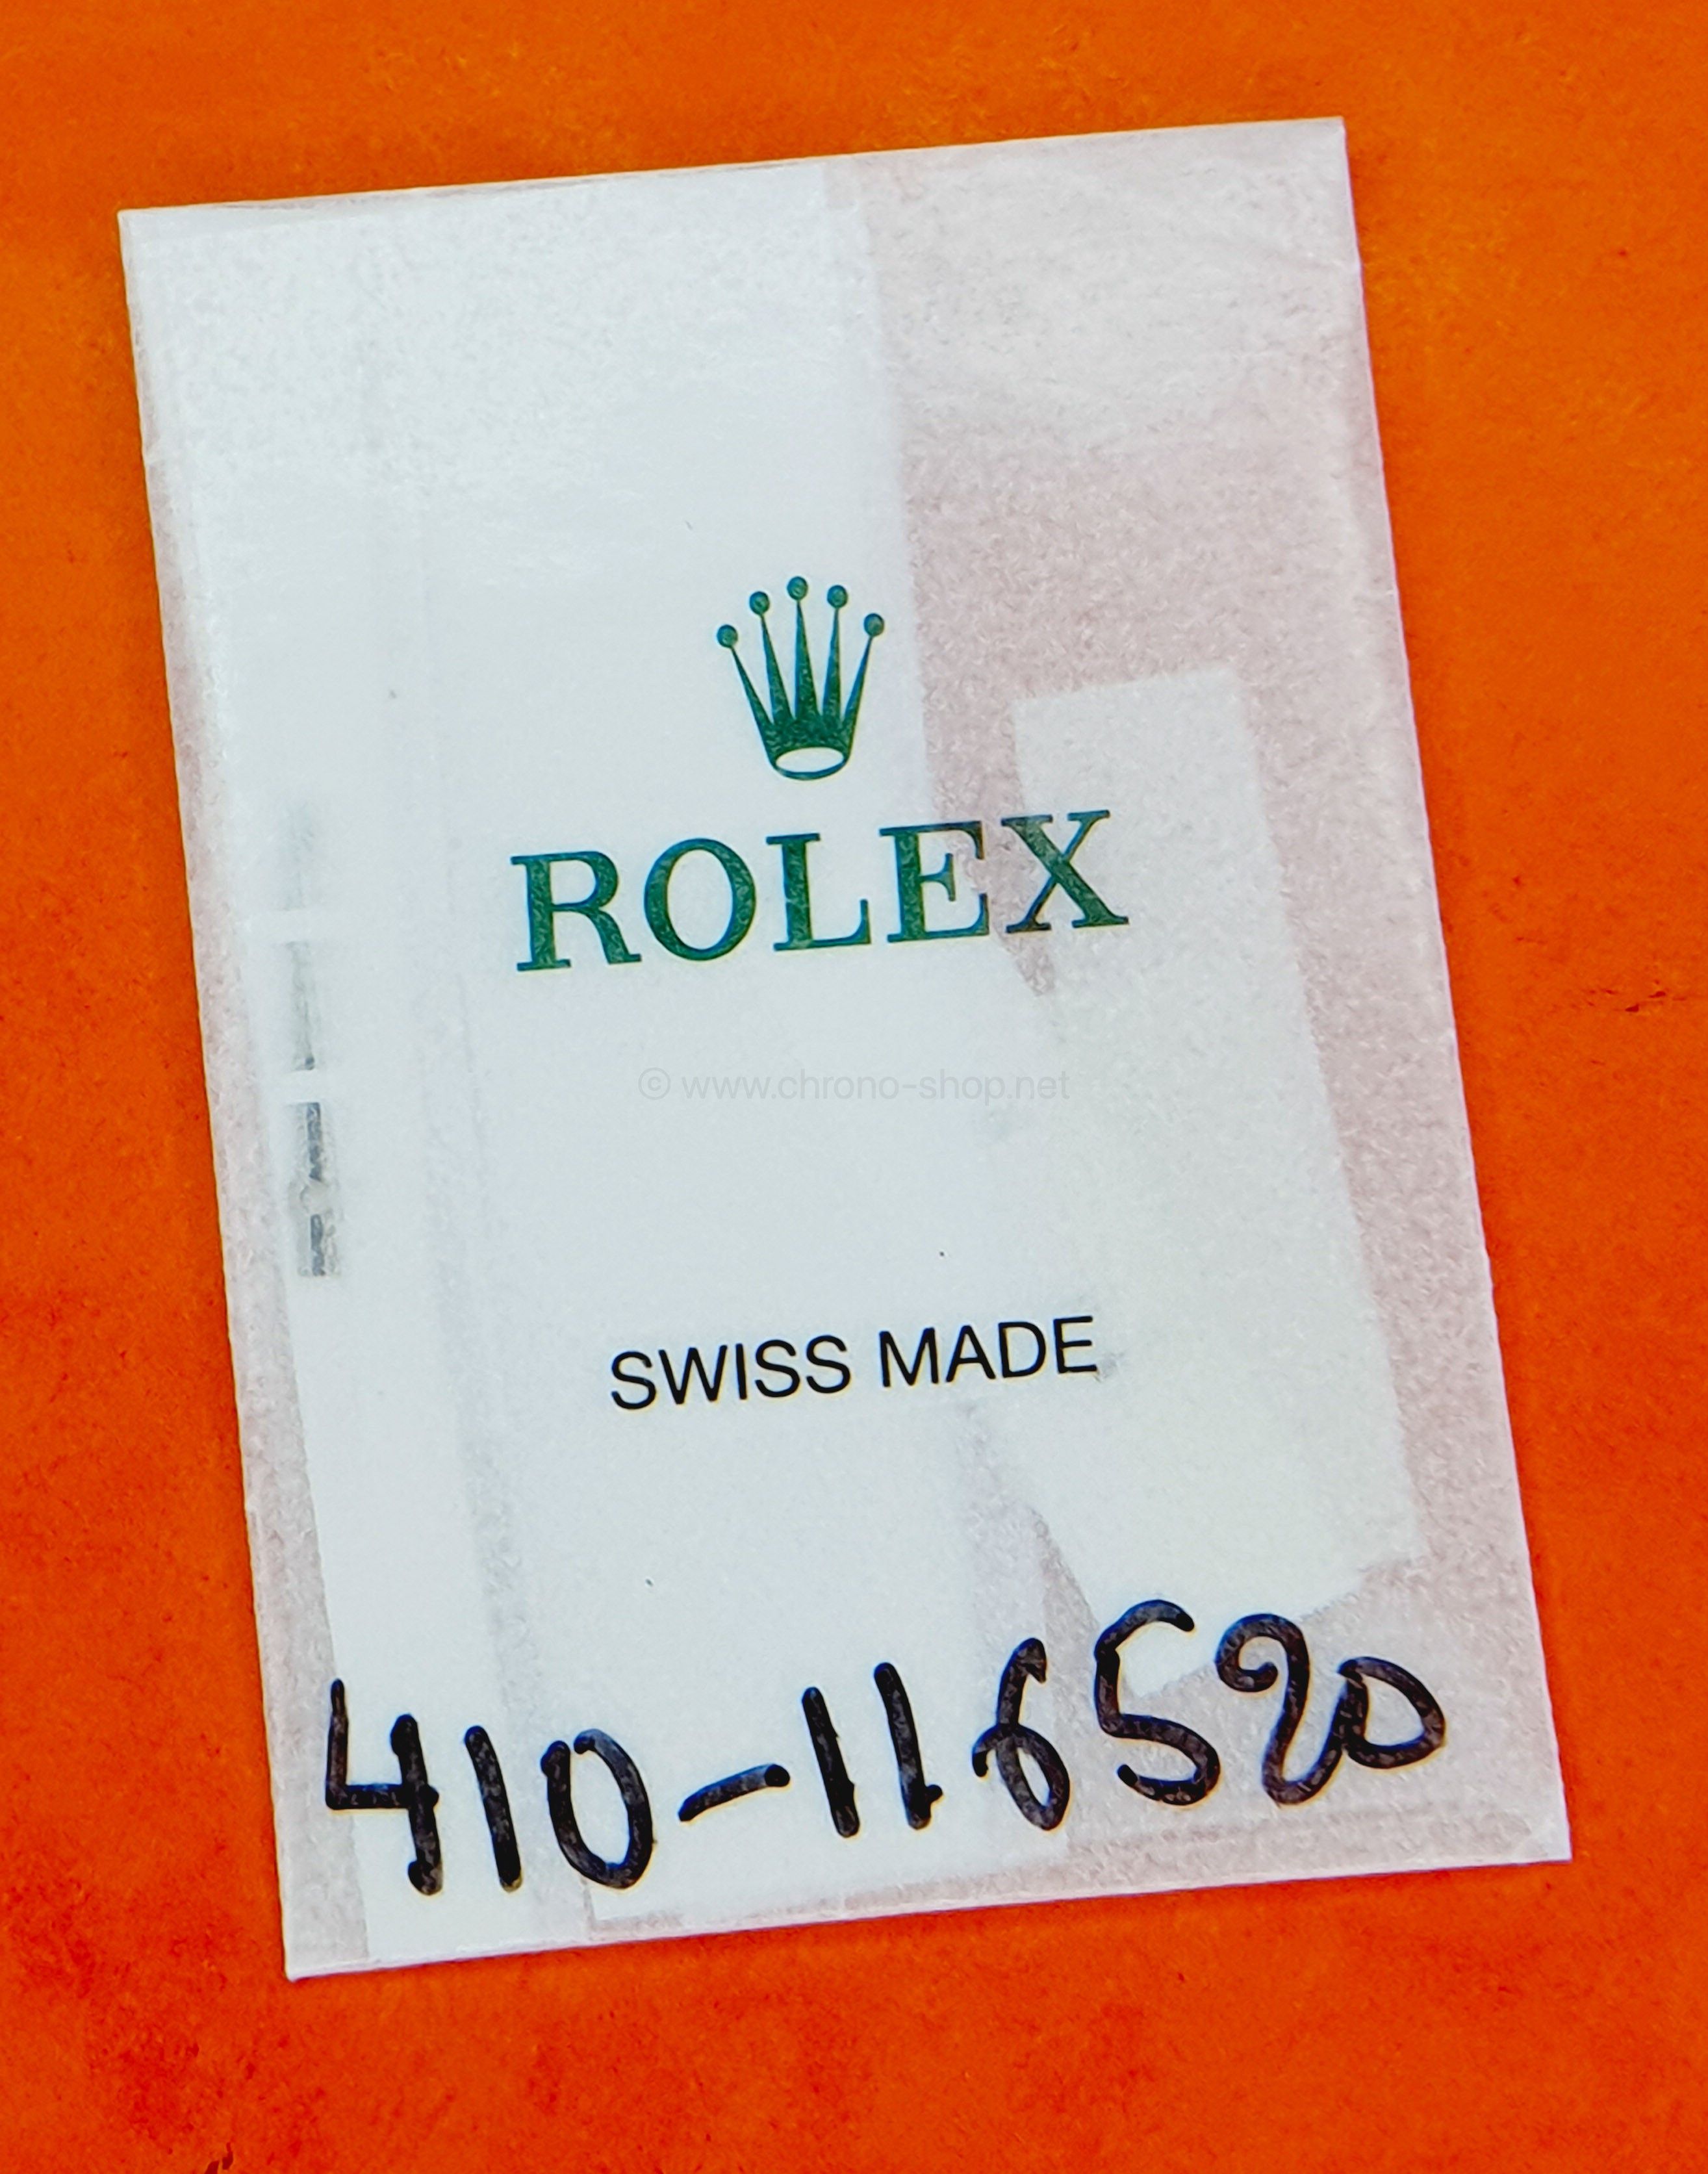 ROLEX
© www.chrono-shop.net
SWISS MADE
410-116520